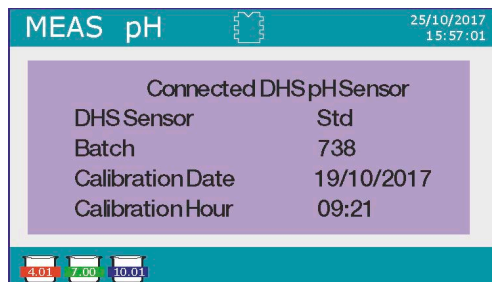 MEAS pH
25/10/2017
15:57:01
Connected DHS pH Sensor
DHS Sensor Std
Batch 738
Calibration Date 19/10/2017
Calibration Hour 09:21
4.01 7.00 10.01